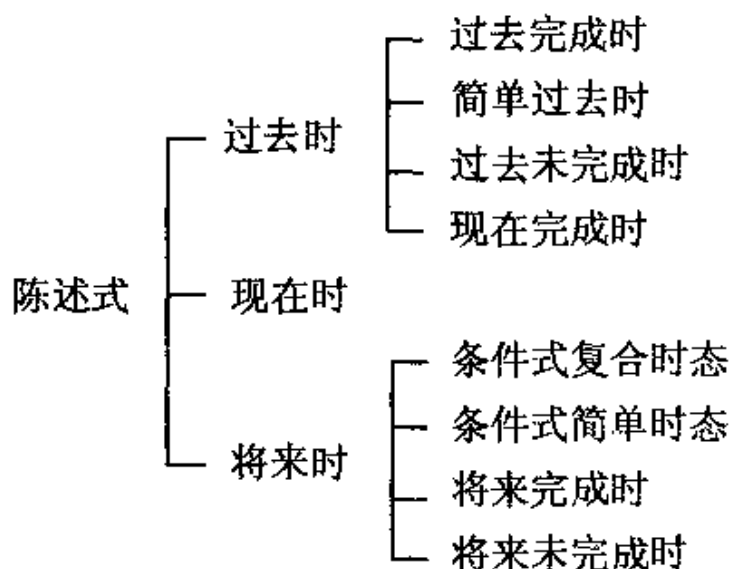 陈述式
过去时
过去完成时
简单过去时
过去未完成时
现在完成时
现在时
将来时
条件式复合时态
条件式简单时态
将来完成时
将来未完成时